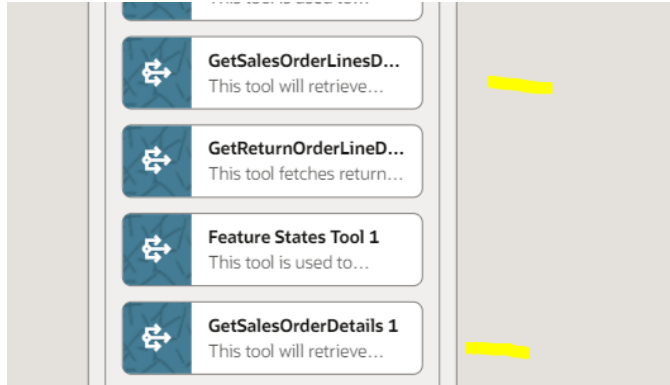 This tool is used to...
GetSalesOrderLinesD...
This tool will retrieve...
GetReturnOrderLineD...
This tool fetches return...
Feature States Tool 1
This tool is used to...
GetSalesOrderDetails 1
This tool will retrieve...